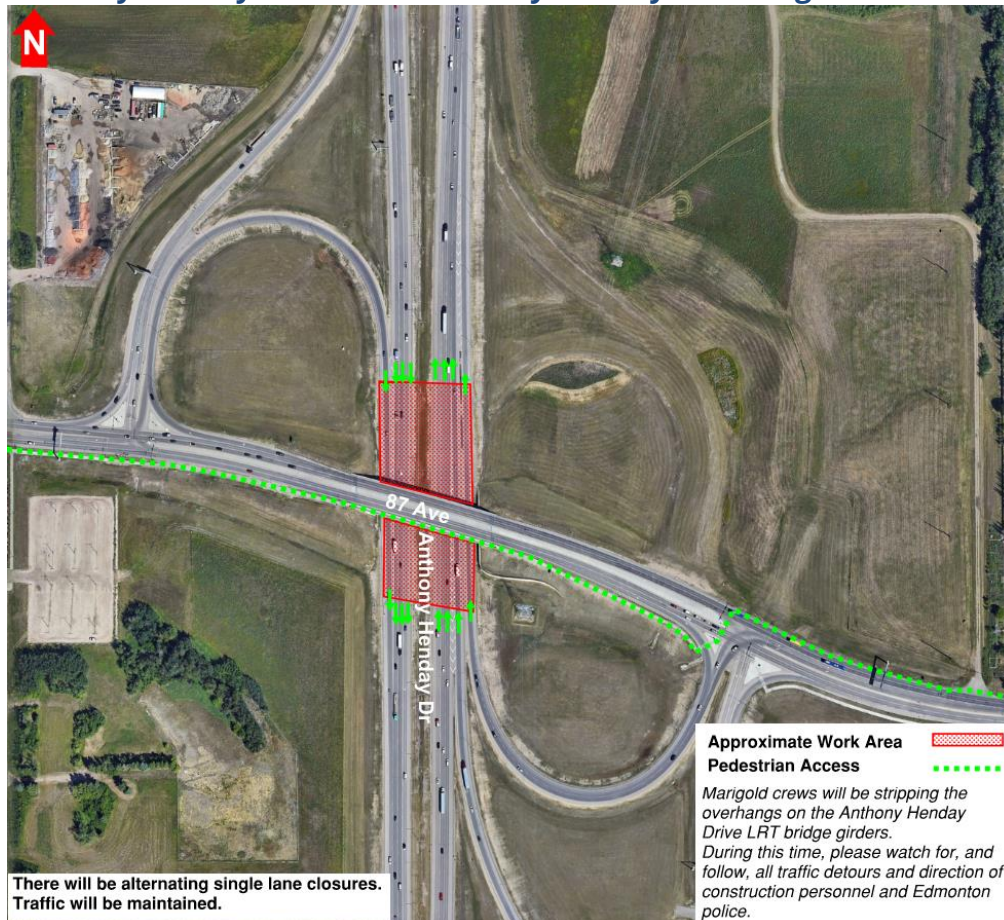 N
87 Ave
Anthony Henday Dr
Approximate Work Area
Pedestrian Access
Marigold crews will be stripping the
overhangs on the Anthony Henday
Drive LRT bridge girders.
During this time, please watch for, and
follow, all traffic detours and direction of
construction personnel and Edmonton
police.
There will be alternating single lane closures.
Traffic will be maintained.